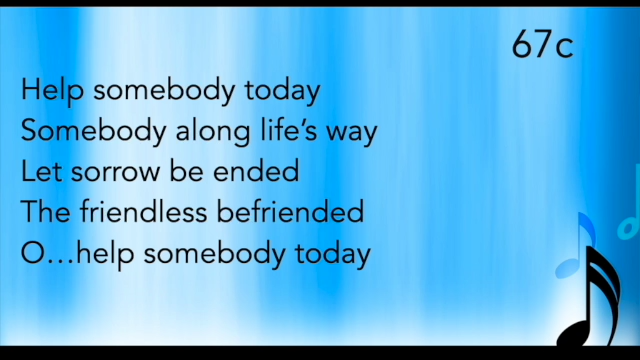 67c
Help somebody today
Somebody along life’s way
Let sorrow be ended
The friendless befriended
O…help somebody today